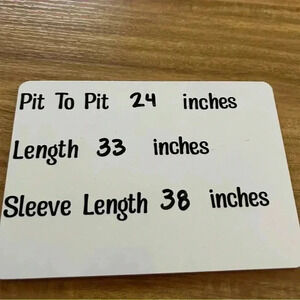 Pit To Pit 24 inches
Length 33 inches
Sleeve Length 38 inches